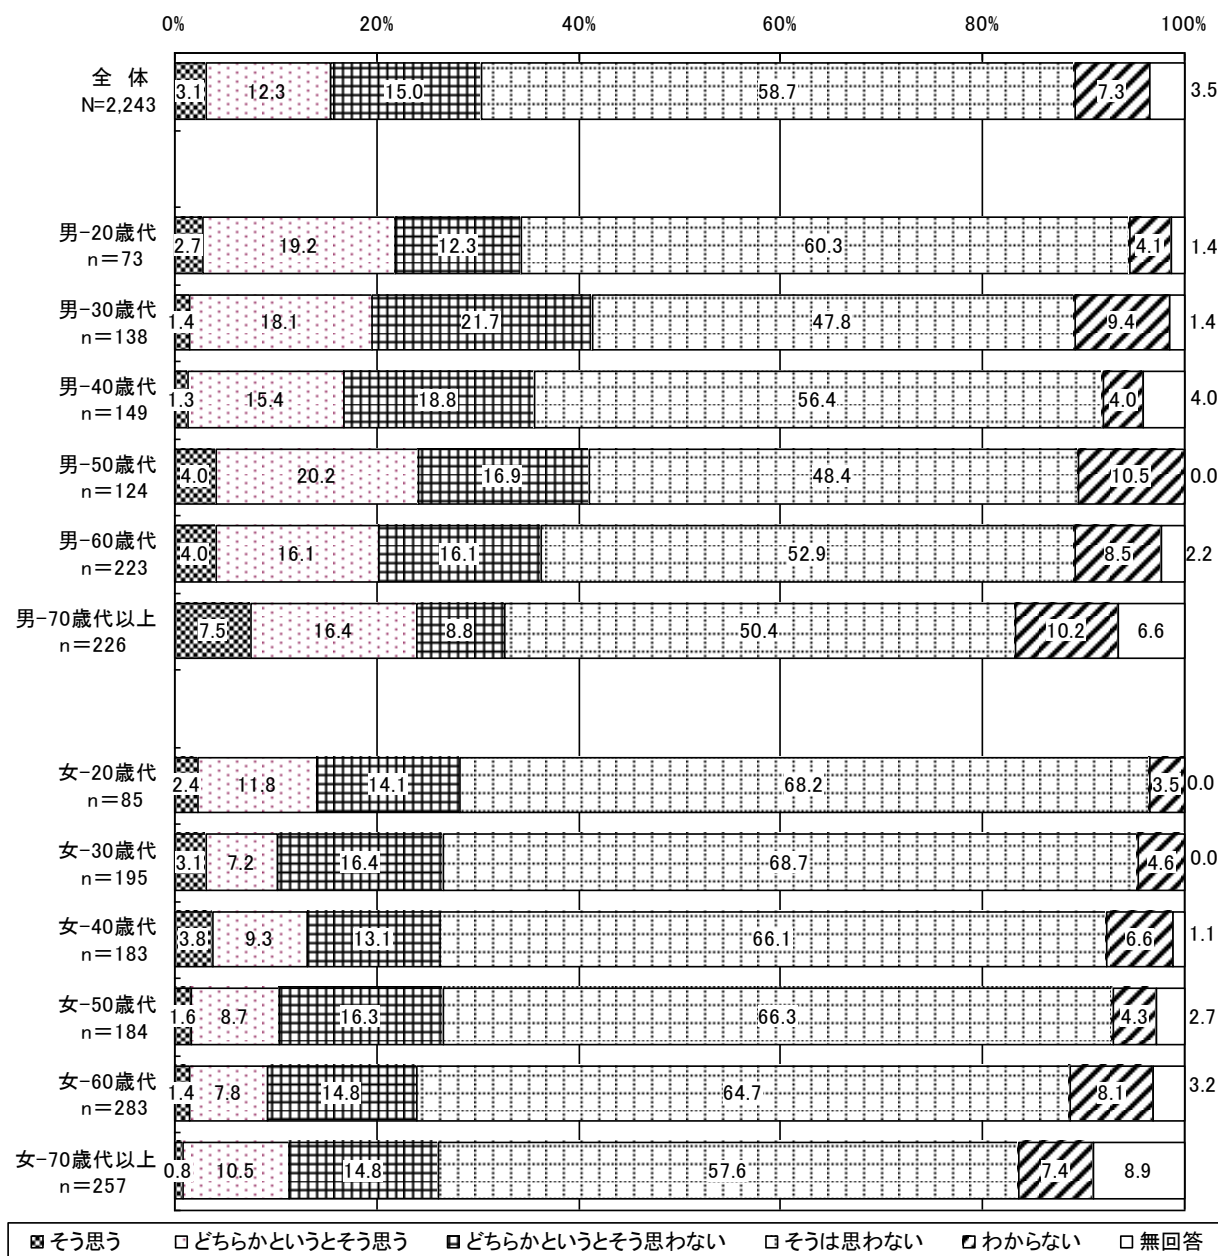 0% 20% 40% 60% 80% 100%
全 体
N=2,243
3.1 12.3 15.0 58.7 7.3 3.5
男-20歳代
n=73
2.7 19.2 12.3 60.3 4.1 1.4
男-30歳代
n=138
1.4 18.1 21.7 47.8 9.4 1.4
男-40歳代
n=149
1.3 15.4 18.8 56.4 4.0 4.0
男-50歳代
n=124
4.0 20.2 16.9 48.4 10.5 0.0
男-60歳代
n=223
4.0 16.1 16.1 52.9 8.5 2.2
男-70歳代以上
n=226
7.5 16.4 8.8 50.4 10.2 6.6
女-20歳代
n=85
2.4 11.8 14.1 68.2 3.5 0.0
女-30歳代
n=195
3.1 7.2 16.4 68.7 4.6 0.0
女-40歳代
n=183
3.8 9.3 13.1 66.1 6.6 1.1
女-50歳代
n=184
1.6 8.7 16.3 66.3 4.3 2.7
女-60歳代
n=283
1.4 7.8 14.8 64.7 8.1 3.2
女-70歳代以上
n=257
0.8 10.5 14.8 57.6 7.4 8.9
そう思う どちらかというとそう思う どちらかというとそう思わない そうは思わない わからない 無回答